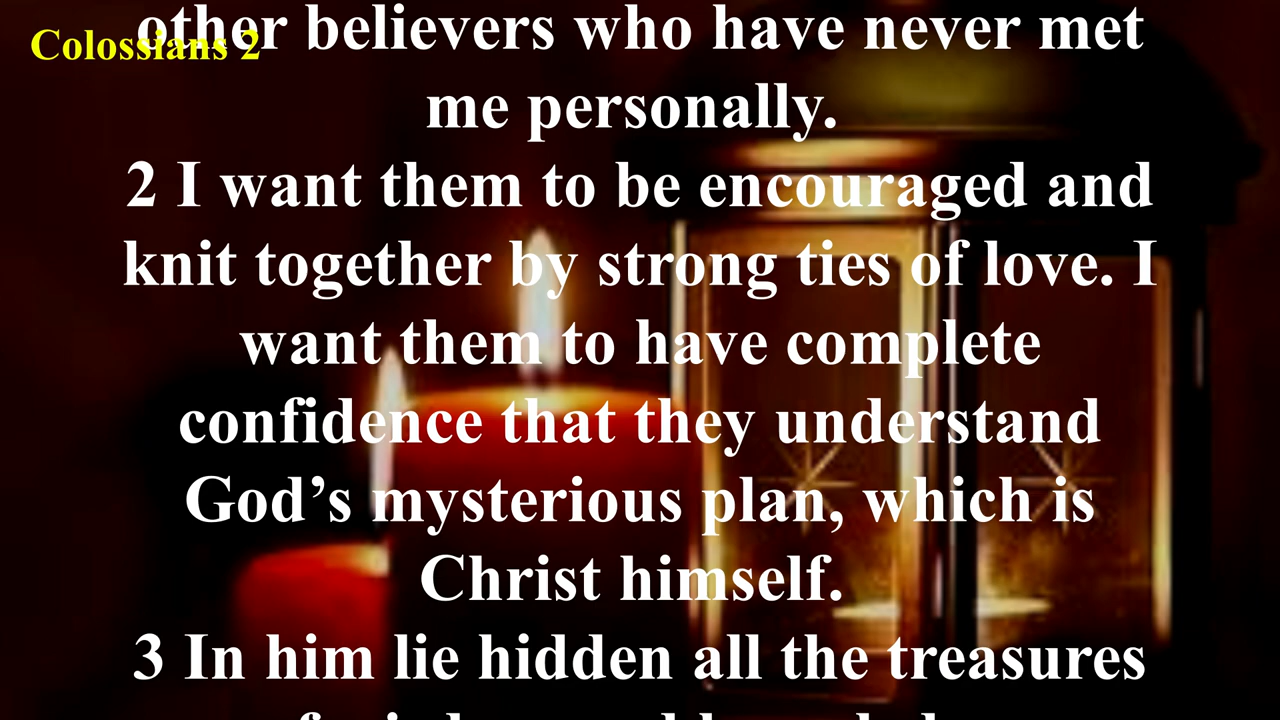 Colossians 2
other believers who have never met
me personally.
2 I want them to be encouraged and
knit together by strong ties of love. I
want them to have complete
confidence that they understand
God’s mysterious plan, which is
Christ himself.
3 In him lie hidden all the treasures